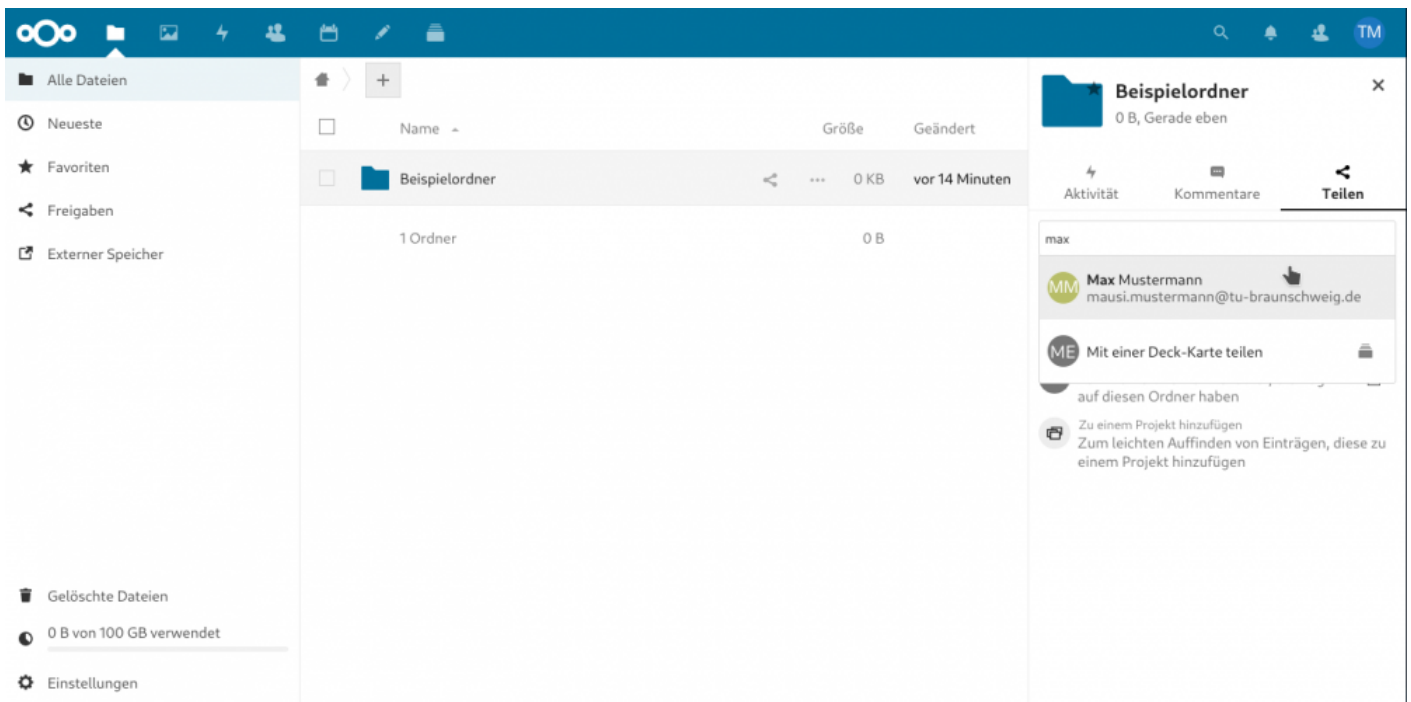 TM
Alle Dateien
Neueste
Favoriten
Freigaben
Externer Speicher
Gelöschte Dateien
0 B von 100 GB verwendet
Einstellungen
+
Name Größe Geändert
Beispielordner ... 0 KB vor 14 Minuten
1 Ordner 0 B
Beispielordner
0 B, Gerade eben
Aktivität Kommentare Teilen
max
MM Max Mustermann
mausi.mustermann@tu-braunschweig.de
ME Mit einer Deck-Karte teilen
auf diesen Ordner haben
Zu einem Projekt hinzufügen
Zum leichten Auffinden von Einträgen, diese zu
einem Projekt hinzufügen